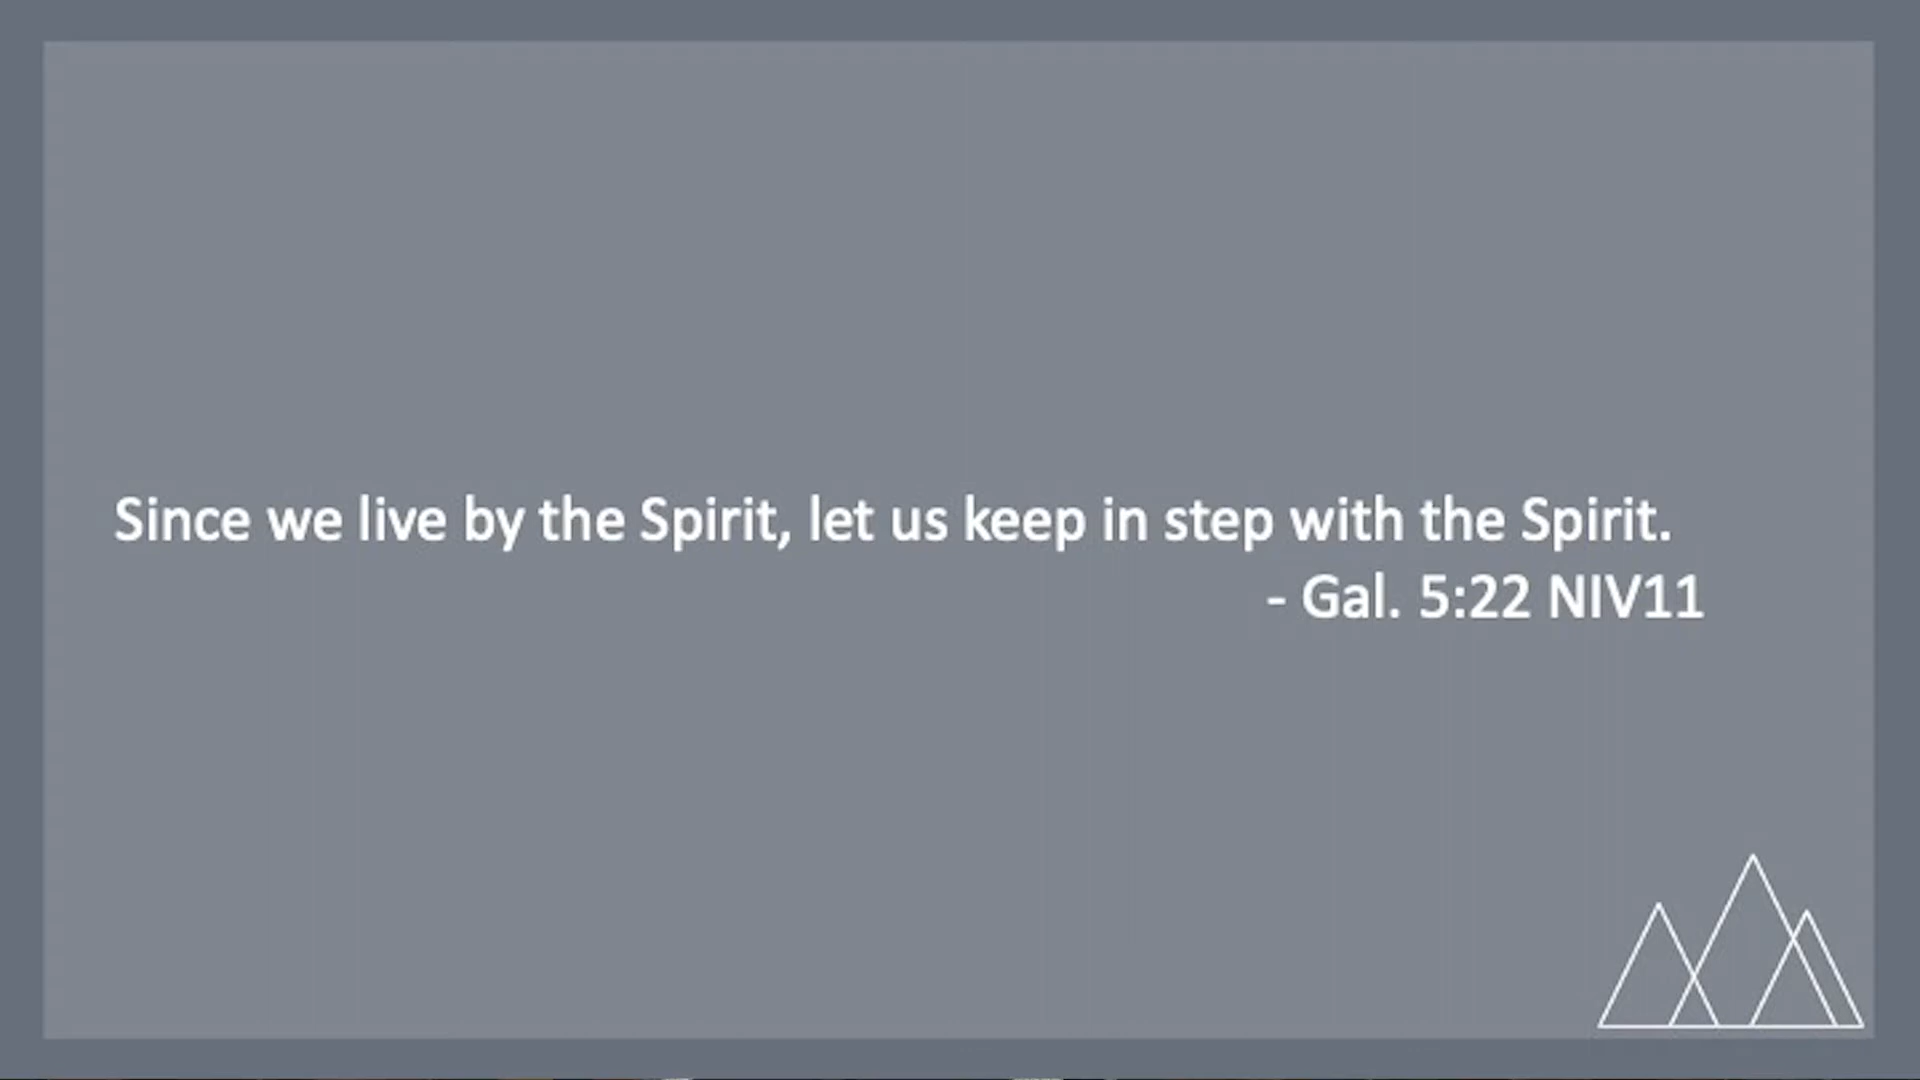 Since we live by the Spirit, let us keep in step with the Spirit.
- Gal. 5:22 NIV11